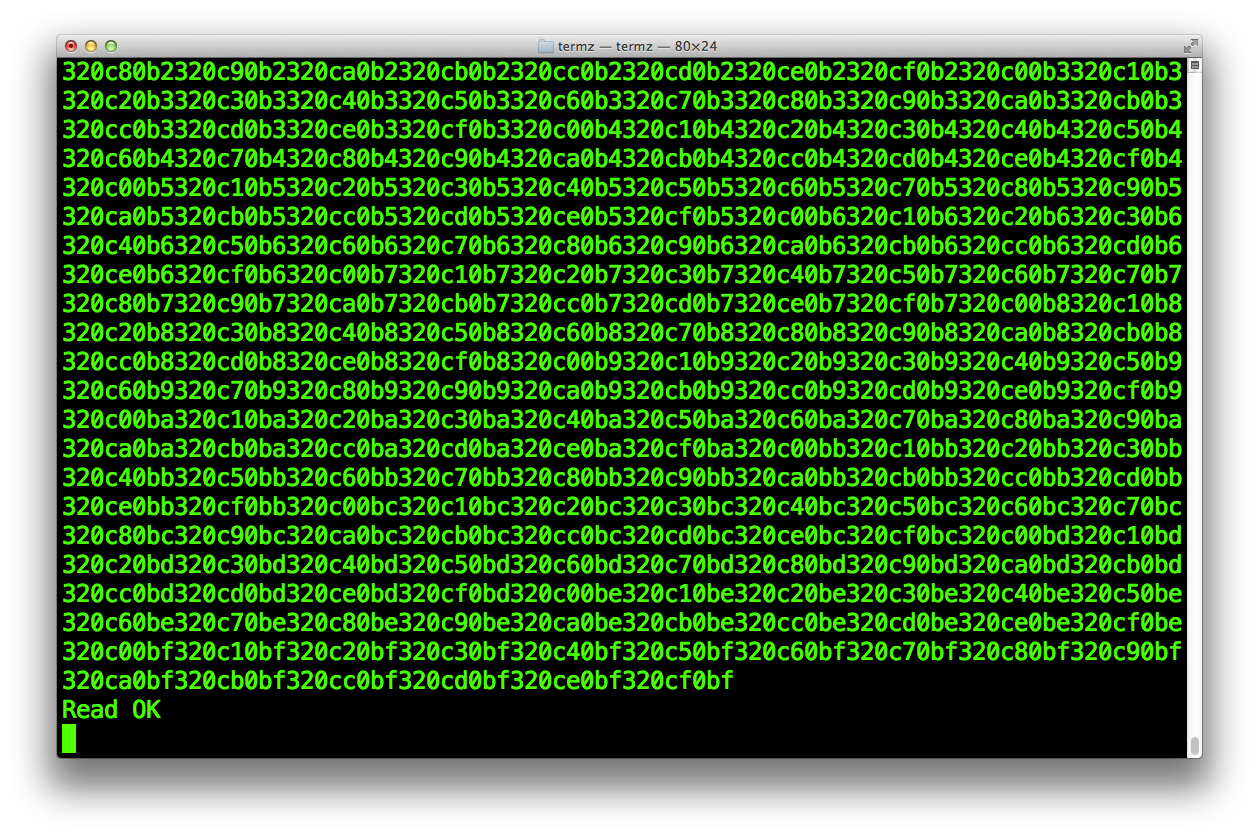 termz — termz — 80×24
320c80b2320c90b2320ca0b2320cb0b2320cc0b2320cd0b2320ce0b2320cf0b2320c00b3320c10b3
320c20b3320c30b3320c40b3320c50b3320c60b3320c70b3320c80b3320c90b3320ca0b3320cb0b3
320cc0b3320cd0b3320ce0b3320cf0b3320c00b4320c10b4320c20b4320c30b4320c40b4320c50b4
320c60b4320c70b4320c80b4320c90b4320ca0b4320cb0b4320cc0b4320cd0b4320ce0b4320cf0b4
320c00b5320c10b5320c20b5320c30b5320c40b5320c50b5320c60b5320c70b5320c80b5320c90b5
320ca0b5320cb0b5320cc0b5320cd0b5320ce0b5320cf0b5320c00b6320c10b6320c20b6320c30b6
320c40b6320c50b6320c60b6320c70b6320c80b6320c90b6320ca0b6320cb0b6320cc0b6320cd0b6
320ce0b6320cf0b6320c00b7320c10b7320c20b7320c30b7320c40b7320c50b7320c60b7320c70b7
320c80b7320c90b7320ca0b7320cb0b7320cc0b7320cd0b7320ce0b7320cf0b7320c00b8320c10b8
320c20b8320c30b8320c40b8320c50b8320c60b8320c70b8320c80b8320c90b8320ca0b8320cb0b8
320cc0b8320cd0b8320ce0b8320cf0b8320c00b9320c10b9320c20b9320c30b9320c40b9320c50b9
320c60b9320c70b9320c80b9320c90b9320ca0b9320cb0b9320cc0b9320cd0b9320ce0b9320cf0b9
320c00ba320c10ba320c20ba320c30ba320c40ba320c50ba320c60ba320c70ba320c80ba320c90ba
320ca0ba320cb0ba320cc0ba320cd0ba320ce0ba320cf0ba320c00bb320c10bb320c20bb320c30bb
320c40bb320c50bb320c60bb320c70bb320c80bb320c90bb320ca0bb320cb0bb320cc0bb320cd0bb
320ce0bb320cf0bb320c00bc320c10bc320c20bc320c30bc320c40bc320c50bc320c60bc320c70bc
320c80bc320c90bc320ca0bc320cb0bc320cc0bc320cd0bc320ce0bc320cf0bc320c00bd320c10bd
320c20bd320c30bd320c40bd320c50bd320c60bd320c70bd320c80bd320c90bd320ca0bd320cb0bd
320cc0bd320cd0bd320ce0bd320cf0bd320c00be320c10be320c20be320c30be320c40be320c50be
320c60be320c70be320c80be320c90be320ca0be320cb0be320cc0be320cd0be320ce0be320cf0be
320c00bf320c10bf320c20bf320c30bf320c40bf320c50bf320c60bf320c70bf320c80bf320c90bf
320ca0bf320cb0bf320cc0bf320cd0bf320ce0bf320cf0bf
Read OK